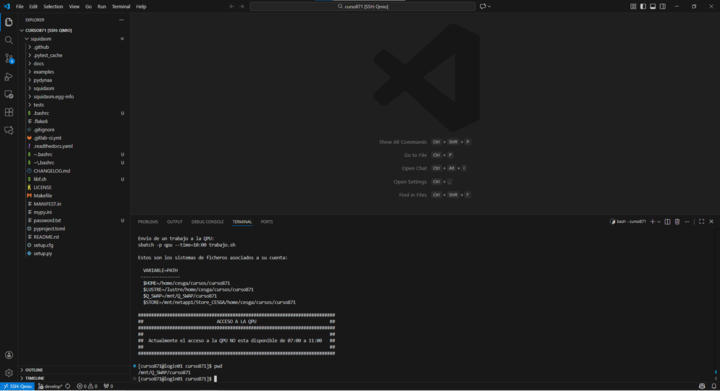 File Edit Selection View Go Run Terminal Help
curso871 [SSH: Qmio]
EXPLORER
CURSO871 [SSH: QMIO]
squidasm
.github
.pytest_cache
docs
examples
pydynaa
squidasm
squidasm.egg-info
tests
.bashrc U
.flake8
.gitignore
.gitlab-ci.yml
.readthedocs.yaml
~.bashrc U
~\.bashrc U
CHANGELOG.md
libf.sh U
LICENSE
Makefile
MANIFEST.in
mypy.ini
password.txt U
pyproject.toml
README.rst
setup.cfg
setup.py
OUTLINE
TIMELINE
Show All Commands Ctrl + Shift + P
Go to File Ctrl + P
Open Chat Ctrl + Alt + I
Open Settings Ctrl + ,
Find in Files Ctrl + Shift + F
PROBLEMS OUTPUT DEBUG CONSOLE TERMINAL PORTS
bash - curso871
Envio de un trabajo a la QPU:
sbatch -p qpu --time=10:00 trabajo.sh
Estos son los sistemas de ficheros asociados a su cuenta:
VARIABLE=PATH
--------------
$HOME=/home/cesga/cursos/curso871
$LUSTRE=/lustre/home/cesga/cursos/curso871
$Q_SWAP=/mnt/Q_SWAP/curso871
$STORE=/mnt/netapp1/Store_CESGA/home/cesga/cursos/curso871
## ACCESO A LA QPU ##
## ##
## Actualmente el acceso a la QPU NO esta disponible de 07:00 a 11:00 ##
## ##
[curso871@login01 curso871]$ pwd
/mnt/Q_SWAP/curso871
[curso871@login01 curso871]$
SSH: Qmio develop* 0 0 0